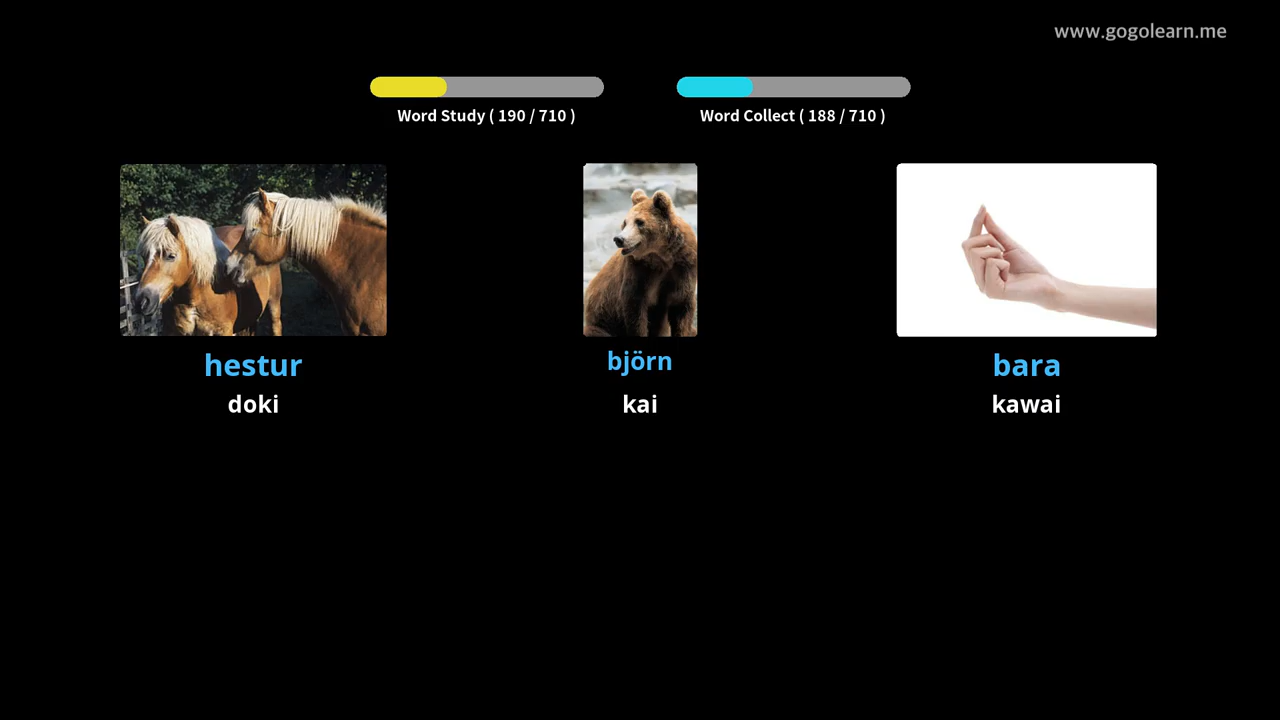 www.gogolearn.me
Word Study ( 190 / 710 )
Word Collect ( 188 / 710 )
hestur
doki
björn
kai
bara
kawai